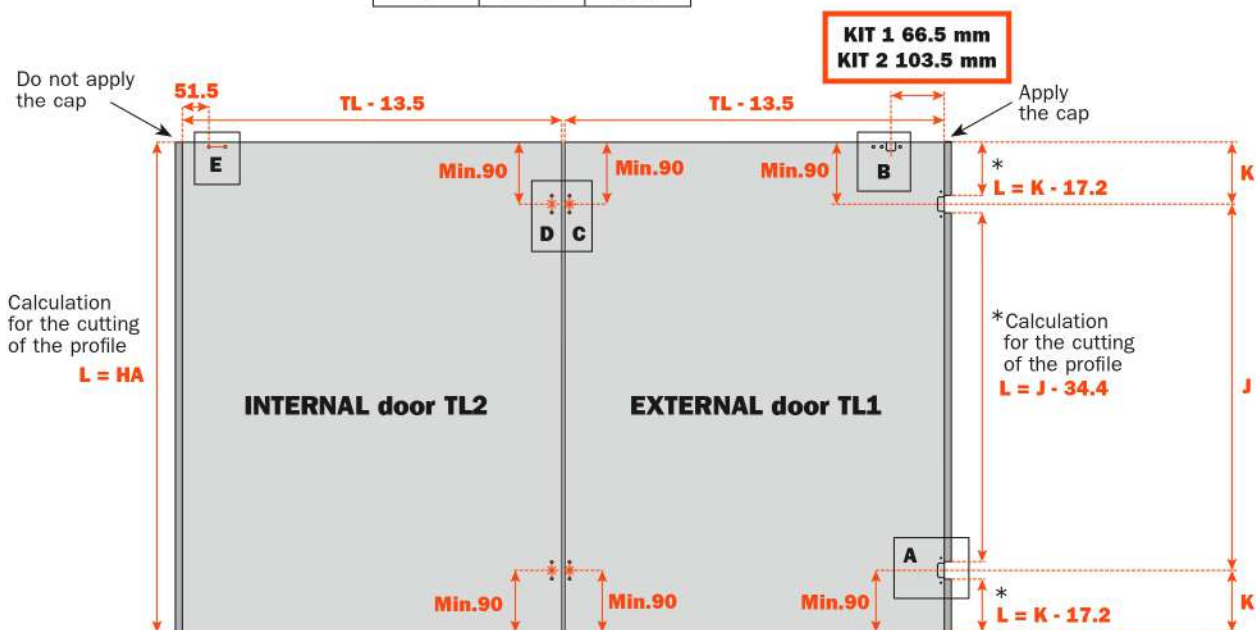 KIT 1 66.5 mm
KIT 2 103.5 mm
Do not apply
the cap
51.5
TL - 13.5
TL - 13.5
Apply
the cap
E
Min.90
Min.90
Min.90
B
*
L = K - 17.2
K
D
C
Calculation
for the cutting
of the profile
L = HA
*Calculation
for the cutting
of the profile
L = J - 34.4
J
INTERNAL door TL2
EXTERNAL door TL1
A
Min.90
Min.90
Min.90
*
L = K - 17.2
K